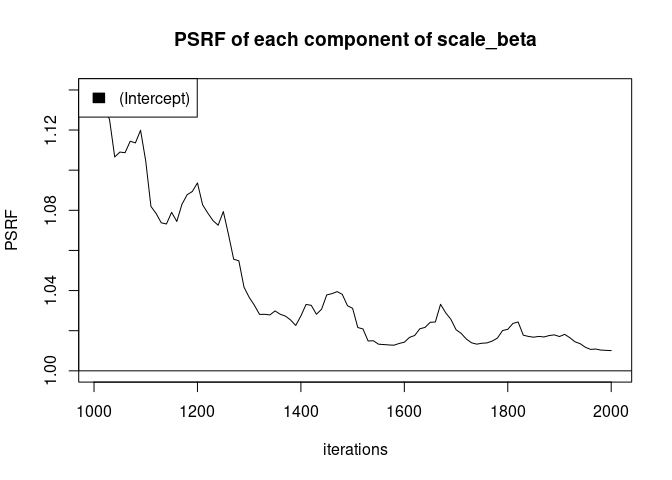 PSRF of each component of scale_beta
(Intercept)
PSRF
1.12
1.08
1.04
1.00
1000 1200 1400 1600 1800 2000
iterations